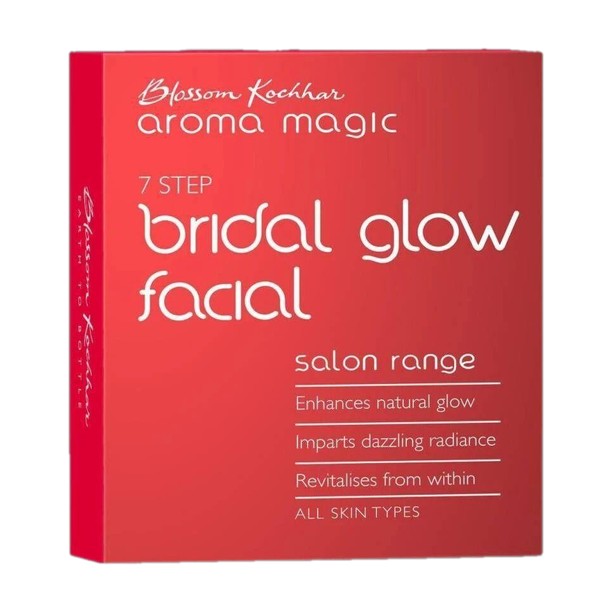 Blossom Kochhar
aroma magic
7 STEP
bridal glow
facial
salon range
Enhances natural glow
Imparts dazzling radiance
Revitalises from within
ALL SKIN TYPES
Blossom Kochhar
EARTH TO BOTTLE